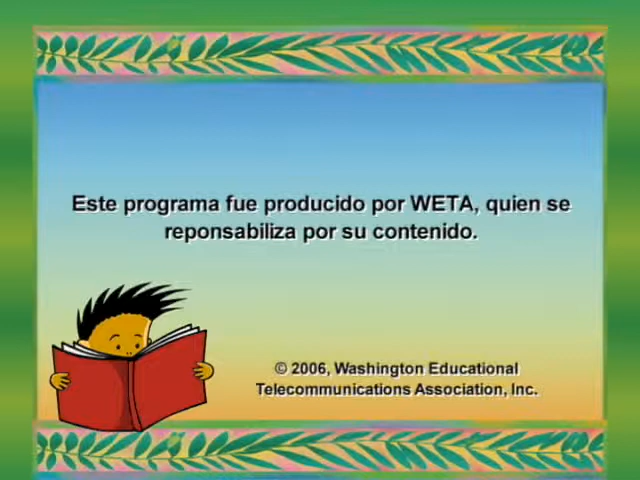 Este programa fue producido por WETA, quien se
reponsabiliza por su contenido.
© 2006, Washington Educational
Telecommunications Association, Inc.